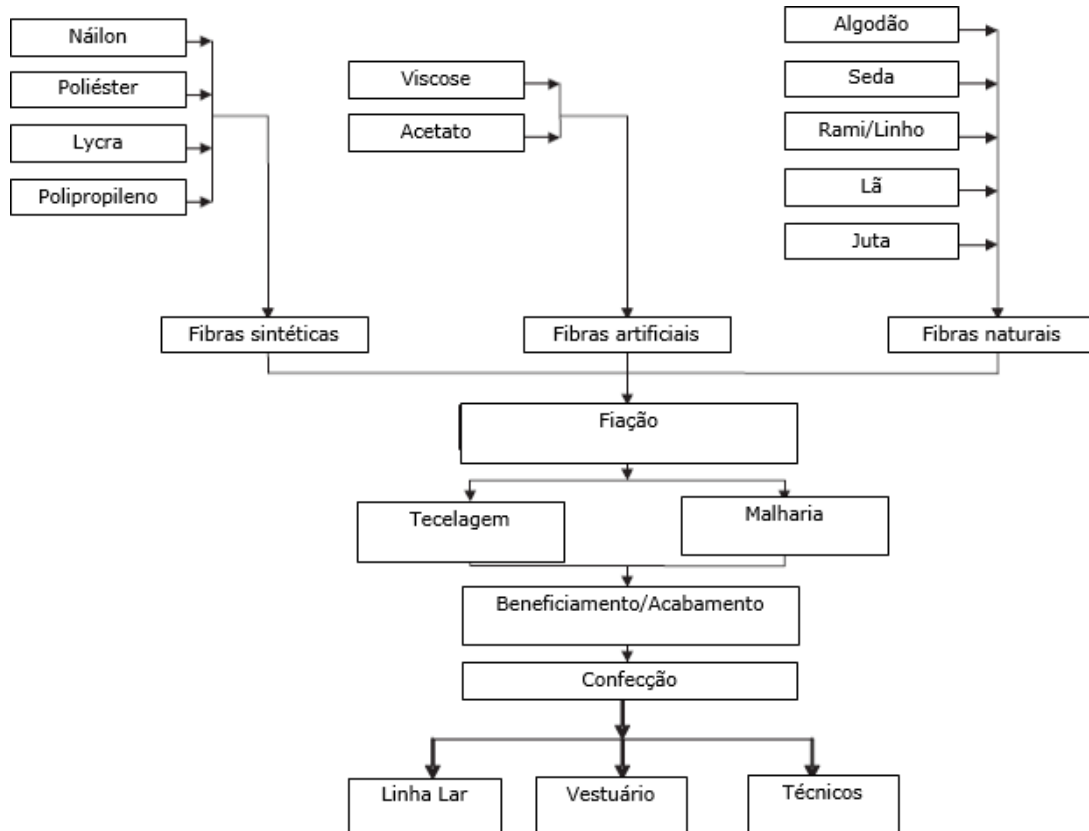 Náilon
Poliéster
Lycra
Polipropileno
Viscose
Acetato
Algodão
Seda
Rami/Linho
Lã
Juta
Fibras sintéticas
Fibras artificiais
Fibras naturais
Fiação
Tecelagem
Malharia
Beneficiamento/Acabamento
Confecção
Linha Lar
Vestuário
Técnicos